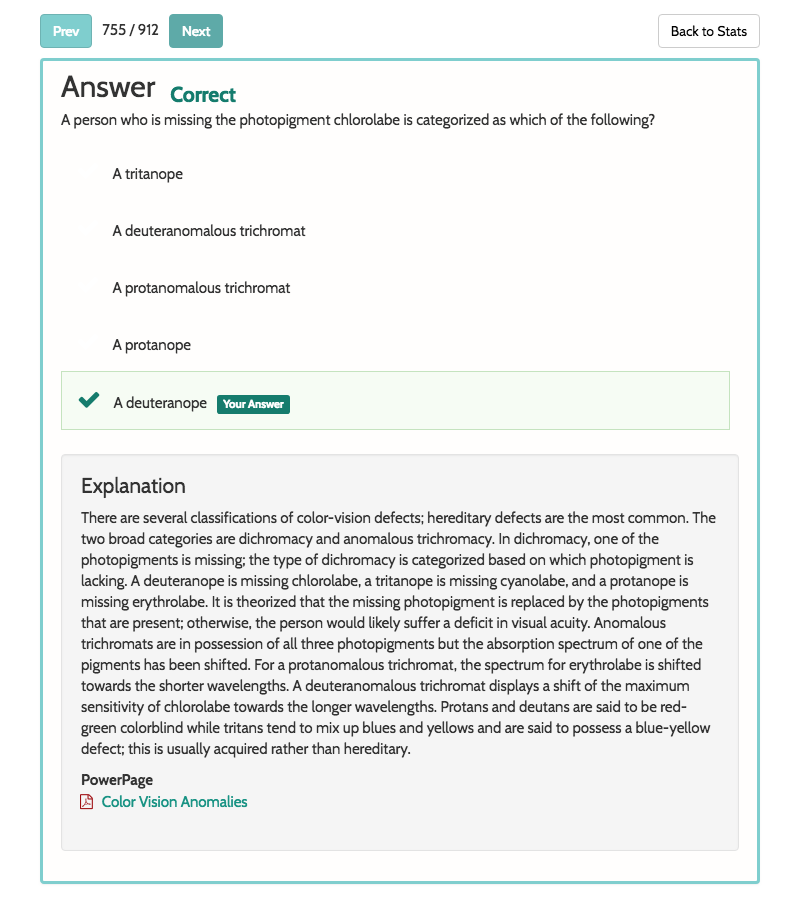 Prev 755 / 912 Next Back to Stats
Answer Correct
A person who is missing the photopigment chlorolabe is categorized as which of the following?
A tritanope
A deuteranomalous trichromat
A protanomalous trichromat
A protanope
A deuteranope Your Answer
Explanation
There are several classifications of color-vision defects; hereditary defects are the most common. The
two broad categories are dichromacy and anomalous trichromacy. In dichromacy, one of the
photopigments is missing; the type of dichromacy is categorized based on which photopigment is
lacking. A deuteranope is missing chlorolabe, a tritanope is missing cyanolabe, and a protanope is
missing erythrolabe. It is theorized that the missing photopigment is replaced by the photopigments
that are present; otherwise, the person would likely suffer a deficit in visual acuity. Anomalous
trichromats are in possession of all three photopigments but the absorption spectrum of one of the
pigments has been shifted. For a protanomalous trichromat, the spectrum for erythrolabe is shifted
towards the shorter wavelengths. A deuteranomalous trichromat displays a shift of the maximum
sensitivity of chlorolabe towards the longer wavelengths. Protans and deutans are said to be red-
green colorblind while tritans tend to mix up blues and yellows and are said to possess a blue-yellow
defect; this is usually acquired rather than hereditary.
PowerPage
Color Vision Anomalies